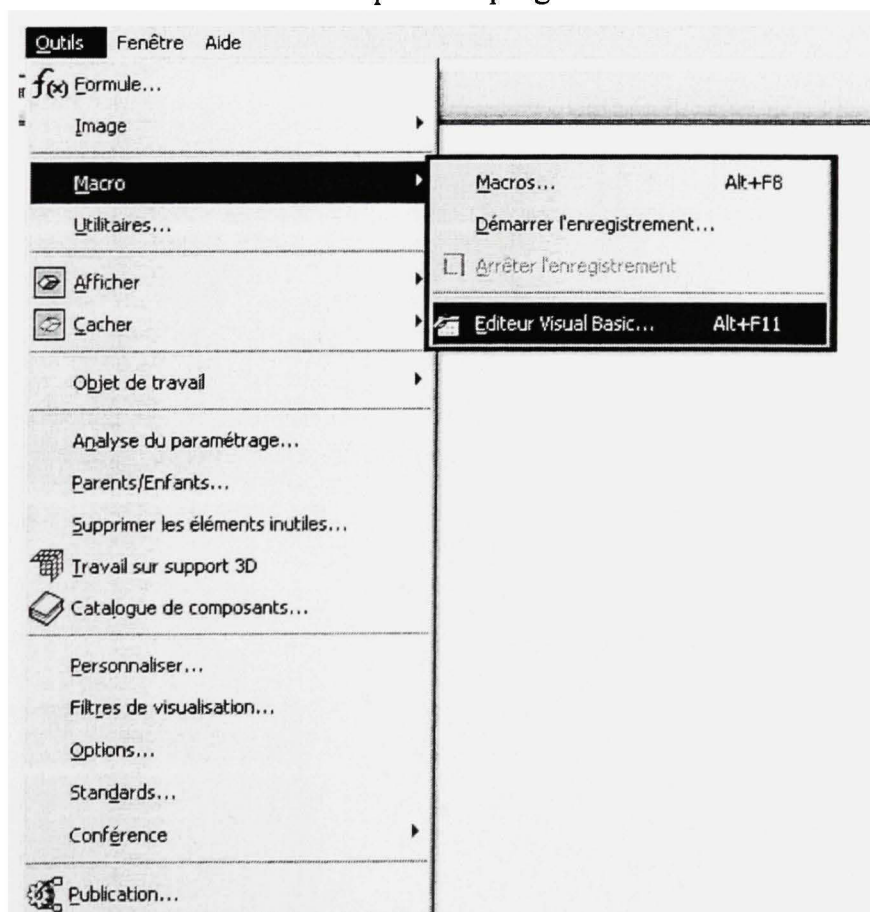 Outils Fenêtre Aide
f(x) Formule...
Image
Macro
Utilitaires...
Afficher
Cacher
Objet de travail
Analyse du paramétrage...
Parents/Enfants...
Supprimer les éléments inutiles...
Travail sur support 3D
Catalogue de composants...
Personnaliser...
Filtres de visualisation...
Options...
Standards...
Conférence
Publication...
Macros... Alt+F8
Démarrer l'enregistrement...
Arrêter l'enregistrement
Editeur Visual Basic... Alt+F11